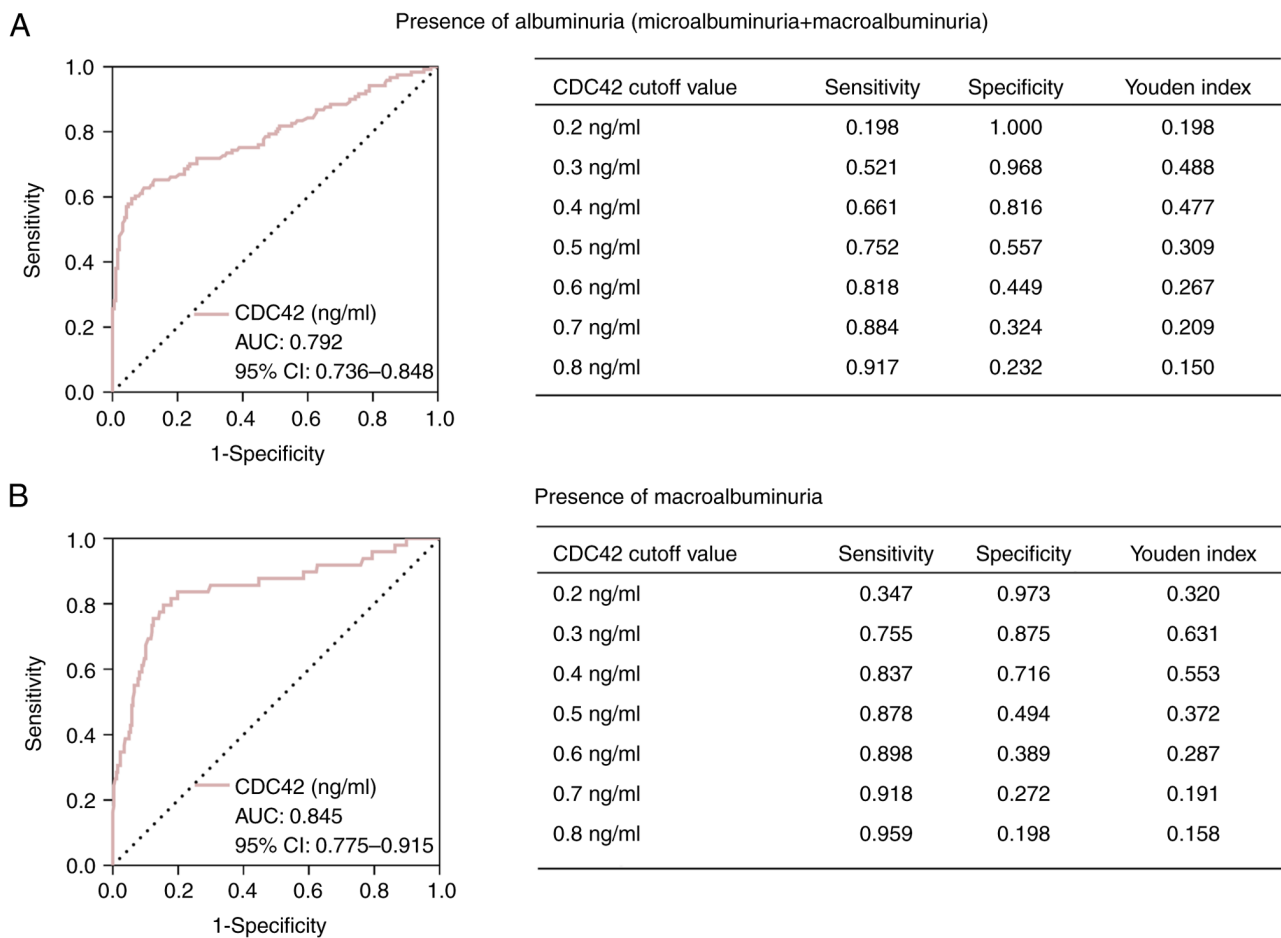 A
Presence of albuminuria (microalbuminuria+macroalbuminuria)
1.0
0.8
0.6
0.4
0.2
0.0
Sensitivity
CDC42 (ng/ml)
AUC: 0.792
95% CI: 0.736–0.848
0.0 0.2 0.4 0.6 0.8 1.0
1-Specificity
CDC42 cutoff value Sensitivity Specificity Youden index
0.2 ng/ml 0.198 1.000 0.198
0.3 ng/ml 0.521 0.968 0.488
0.4 ng/ml 0.661 0.816 0.477
0.5 ng/ml 0.752 0.557 0.309
0.6 ng/ml 0.818 0.449 0.267
0.7 ng/ml 0.884 0.324 0.209
0.8 ng/ml 0.917 0.232 0.150
B
Presence of macroalbuminuria
1.0
0.8
0.6
0.4
0.2
0.0
Sensitivity
CDC42 (ng/ml)
AUC: 0.845
95% CI: 0.775–0.915
0.0 0.2 0.4 0.6 0.8 1.0
1-Specificity
CDC42 cutoff value Sensitivity Specificity Youden index
0.2 ng/ml 0.347 0.973 0.320
0.3 ng/ml 0.755 0.875 0.631
0.4 ng/ml 0.837 0.716 0.553
0.5 ng/ml 0.878 0.494 0.372
0.6 ng/ml 0.898 0.389 0.287
0.7 ng/ml 0.918 0.272 0.191
0.8 ng/ml 0.959 0.198 0.158